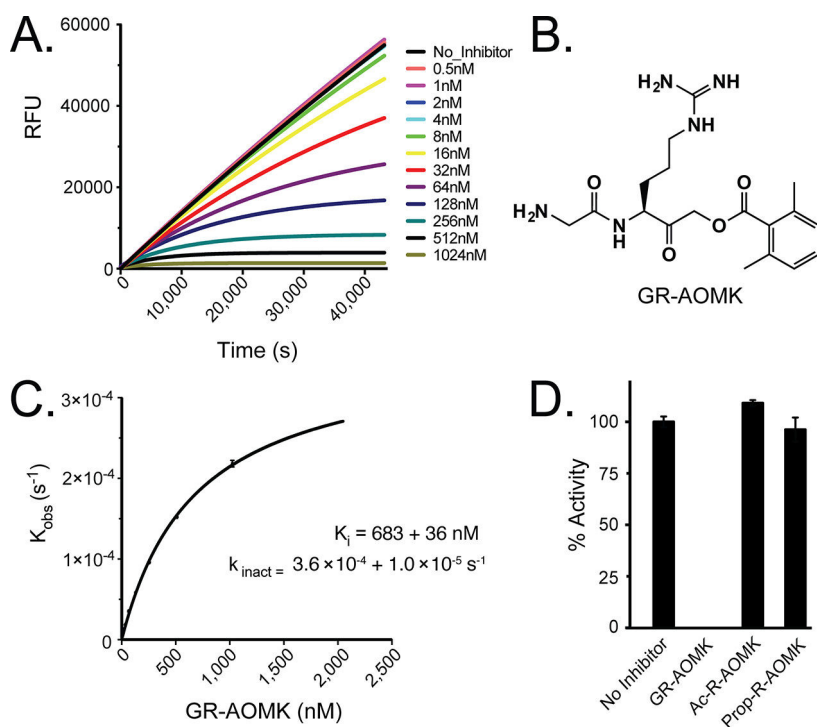 A.
60000
40000
20000
0
RFU
0
10,000
20,000
30,000
40,000
Time (s)
No_Inhibitor
0.5nM
1nM
2nM
4nM
8nM
16nM
32nM
64nM
128nM
256nM
512nM
1024nM
B.
H₂N
NH
NH
O
O
H₂N
N
H
O
O
GR-AOMK
C.
3×10⁻⁴
2×10⁻⁴
1×10⁻⁴
0
K_obs (s⁻¹)
K_i = 683 + 36 nM
k_inact = 3.6×10⁻⁴ + 1.0×10⁻⁵ s⁻¹
0
500
1,000
1,500
2,000
2,500
GR-AOMK (nM)
D.
100
75
50
25
0
% Activity
No Inhibitor
GR-AOMK
Ac-R-AOMK
Prop-R-AOMK